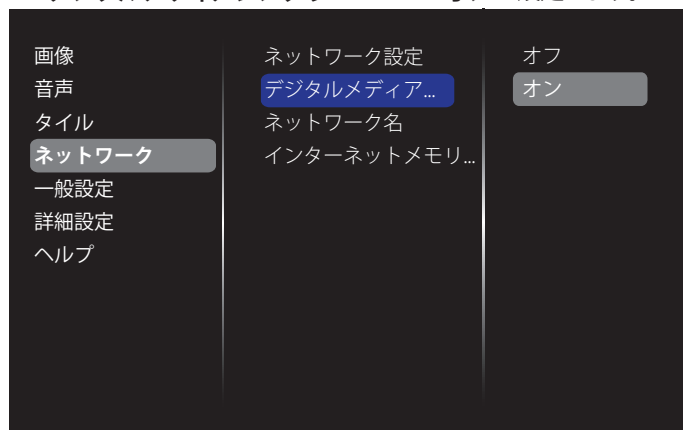 画像
音声
タイル
ネットワーク
一般設定
詳細設定
ヘルプ
ネットワーク設定
デジタルメディア...
ネットワーク名
インターネットメモリ...
オフ
オン